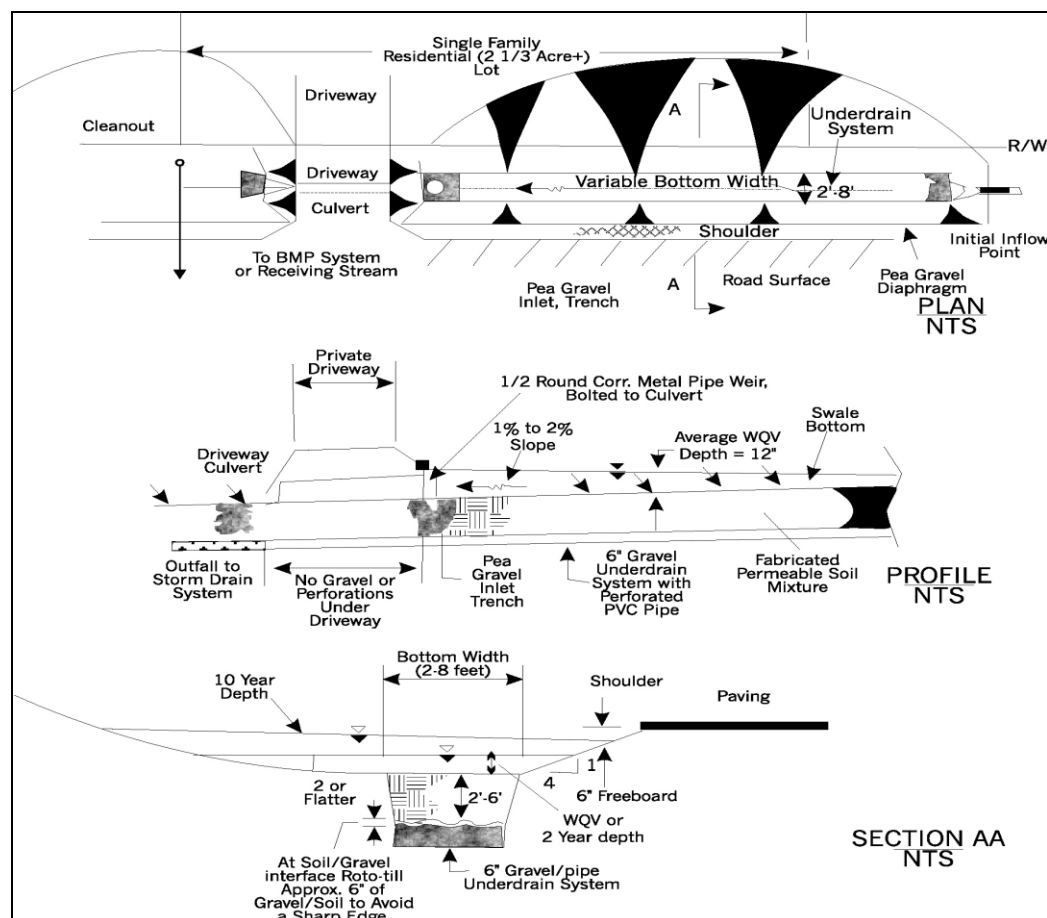 Single Family
Residential (2 1/3 Acre+)
Lot
Driveway
Cleanout
A
Underdrain
System
R/W
Driveway
Variable Bottom Width
2'-8'
Culvert
Shoulder
To BMP System
or Receiving Stream
Initial Inflow
Point
Pea Gravel
Inlet, Trench
A
Road Surface
Pea Gravel
Diaphragm
PLAN
NTS
Private
Driveway
1/2 Round Corr. Metal Pipe Weir,
Bolted to Culvert
1% to 2%
Slope
Swale
Bottom
Average WQV
Depth = 12"
Driveway
Culvert
Outfall to
Storm Drain
System
No Gravel or
Perforations
Under
Driveway
Pea
Gravel
Inlet
Trench
6" Gravel
Underdrain
System with
Perforated
PVC Pipe
Fabricated
Permeable Soil
Mixture
PROFILE
NTS
Bottom Width
(2-8 feet)
10 Year
Depth
Shoulder
Paving
1
4
2 or
Flatter
2'-6'
6" Freeboard
WQV or
2 Year depth
At Soil/Gravel
interface Roto-till
Approx. 6" of
Gravel/Soil to Avoid
a Sharp Edge
6" Gravel/pipe
Underdrain System
SECTION AA
NTS